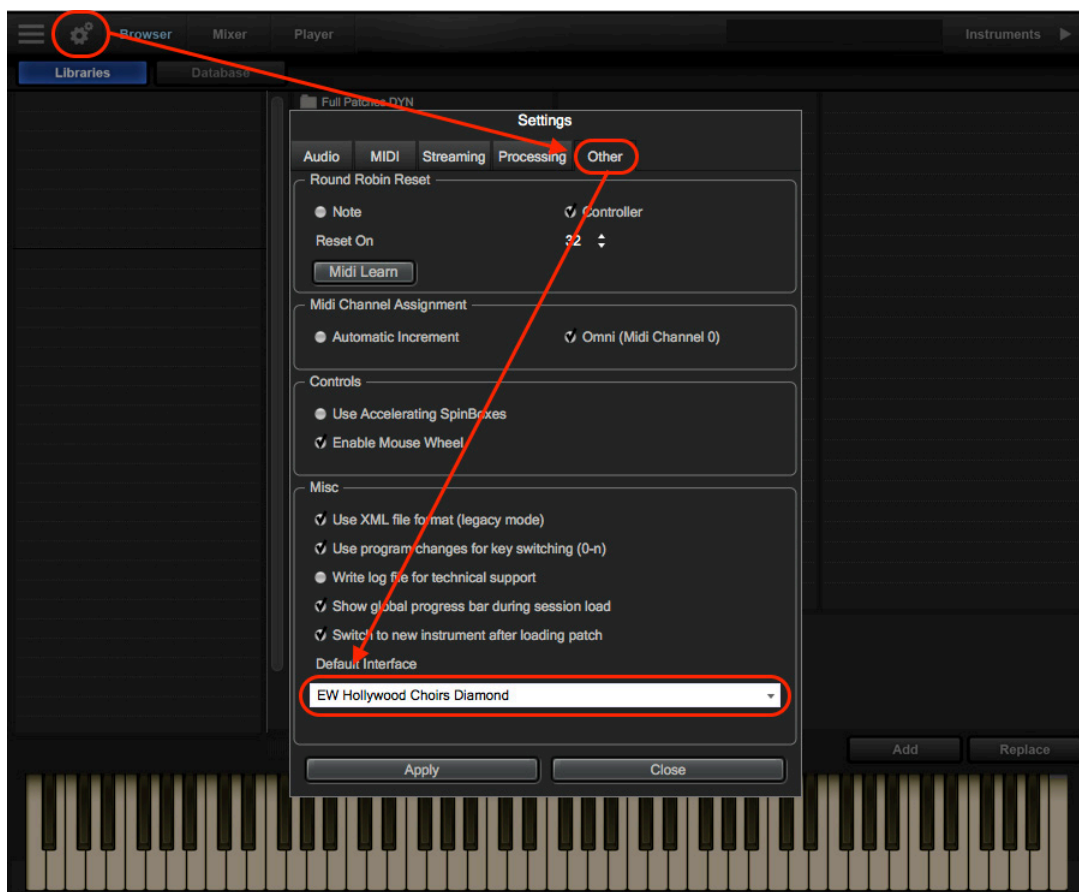 Browser Mixer Player Instruments
Libraries Database
Full Patches DYN
Settings
Audio MIDI Streaming Processing Other
Round Robin Reset
Note Controller
Reset On 32
Midi Learn
Midi Channel Assignment
Automatic Increment Omni (Midi Channel 0)
Controls
Use Accelerating SpinBoxes
Enable Mouse Wheel
Misc
Use XML file format (legacy mode)
Use program changes for key switching (0-n)
Write log file for technical support
Show global progress bar during session load
Switch to new instrument after loading patch
Default Interface
EW Hollywood Choirs Diamond
Add Replace
Apply Close